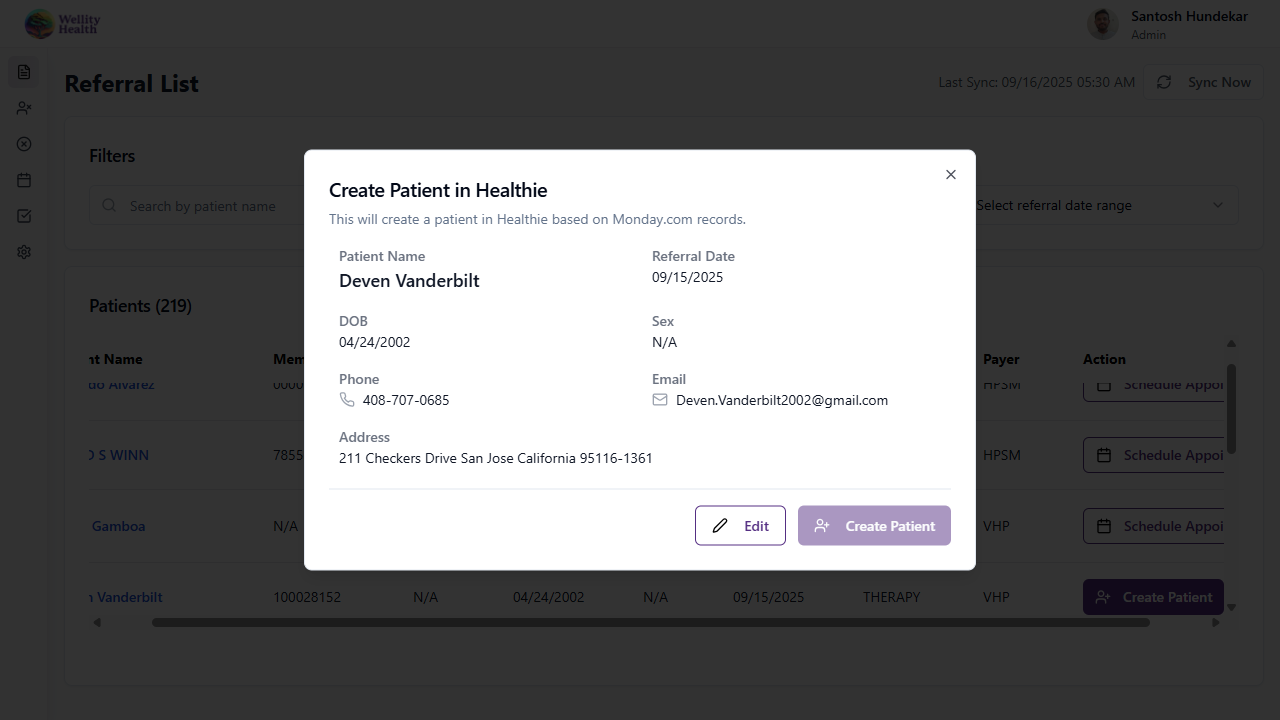 Wellity
Health
Santosh Hundekar
Admin
Referral List
Last Sync: 09/16/2025 05:30 AM
Sync Now
Filters
Search by patient name
Select referral date range
Create Patient in Healthie
This will create a patient in Healthie based on Monday.com records.
Patient Name
Referral Date
Deven Vanderbilt
09/15/2025
DOB
Sex
04/24/2002
N/A
Phone
Email
408-707-0685
Deven.Vanderbilt2002@gmail.com
Address
211 Checkers Drive San Jose California 95116-1361
Edit
Create Patient
Patients (219)
nt Name Mem Payer Action
do Alvarez 0000 HPSM Schedule Appoi
D S WINN 7855 HPSM Schedule Appoi
Gamboa N/A VHP Schedule Appoi
n Vanderbilt 100028152 N/A 04/24/2002 N/A 09/15/2025 THERAPY VHP Create Patient